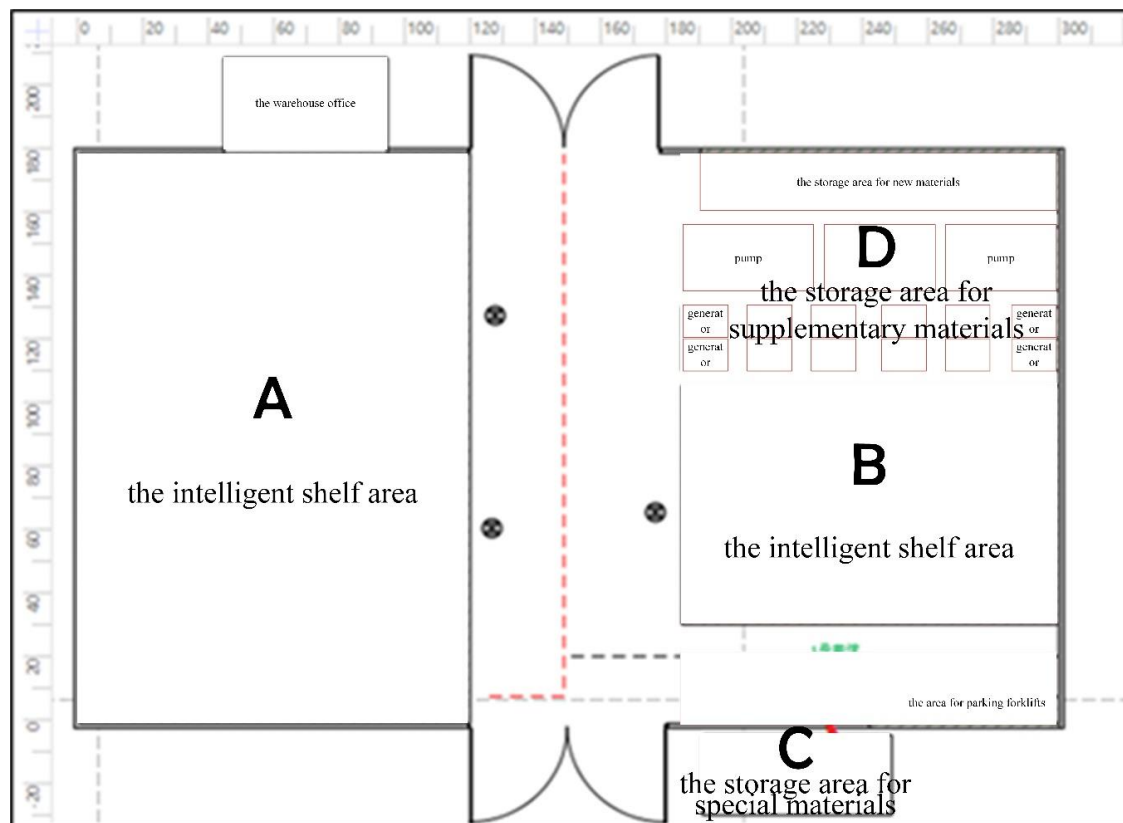 0 20 40 60 80 100 120 140 160 180 200 220 240 260 280 300
200
180
160
140
120
100
80
60
40
20
0
-20
the warehouse office
the storage area for new materials
pump
pump
D
the storage area for
supplementary materials
generat
or
generat
or
generat
or
generat
or
A
the intelligent shelf area
B
the intelligent shelf area
the area for parking forklifts
C
the storage area for
special materials